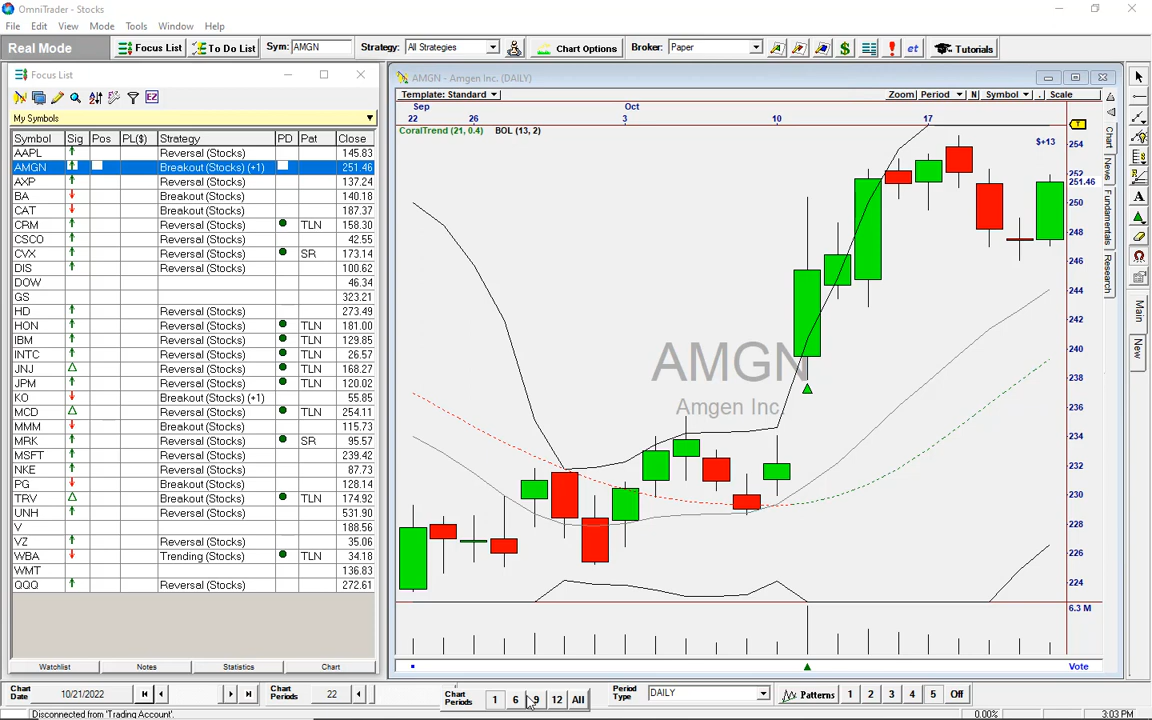 OmniTrader - Stocks
File Edit View Mode Tools Window Help
Real Mode Focus List To Do List Sym: AMGN Strategy: All Strategies Chart Options Broker: Paper $ ! et Tutorials
Focus List
EZ
My Symbols
Symbol Sig Pos PL($) Strategy PD Pat Close
AAPL Reversal (Stocks) 145.83
AMGN Breakout (Stocks) (+1) 251.46
AXP Reversal (Stocks) 137.24
BA Breakout (Stocks) 140.18
CAT Breakout (Stocks) 187.37
CRM Reversal (Stocks) TLN 158.30
CSCO Reversal (Stocks) 42.55
CVX Reversal (Stocks) SR 173.14
DIS Reversal (Stocks) 100.62
DOW 46.34
GS 323.21
HD Reversal (Stocks) 273.49
HON Reversal (Stocks) TLN 181.00
IBM Reversal (Stocks) TLN 129.85
INTC Reversal (Stocks) TLN 26.57
JNJ Reversal (Stocks) TLN 168.27
JPM Reversal (Stocks) TLN 120.02
KO Breakout (Stocks) (+1) 55.85
MCD Reversal (Stocks) TLN 254.11
MMM Breakout (Stocks) 115.73
MRK Reversal (Stocks) SR 95.57
MSFT Reversal (Stocks) 239.42
NKE Reversal (Stocks) 87.73
PG Breakout (Stocks) 128.14
TRV Breakout (Stocks) TLN 174.92
UNH Reversal (Stocks) 531.90
V 188.56
VZ Reversal (Stocks) 35.06
WBA Trending (Stocks) TLN 34.18
WMT 136.83
QQQ Reversal (Stocks) 272.61
Watchlist Notes Statistics Chart
AMGN - Amgen Inc. (DAILY)
Template: Standard Zoom Period N Symbol . Scale
Sep Oct
22 26 3 10 17
CoralTrend (21, 0.4) BOL (13, 2)
T
$+13
254
252
251.46
250
248
246
244
242
240
238
236
234
232
230
228
226
224
6.3 M
Vote
AMGN
Amgen Inc.
Chart
News
Fundamentals
Research
A
Main
New
Chart Date 10/21/2022 Chart Periods 22 Chart Periods 1 6 9 12 All Period Type DAILY Patterns 1 2 3 4 5 Off
Disconnected from 'Trading Account'. 0.00% 3:03 PM